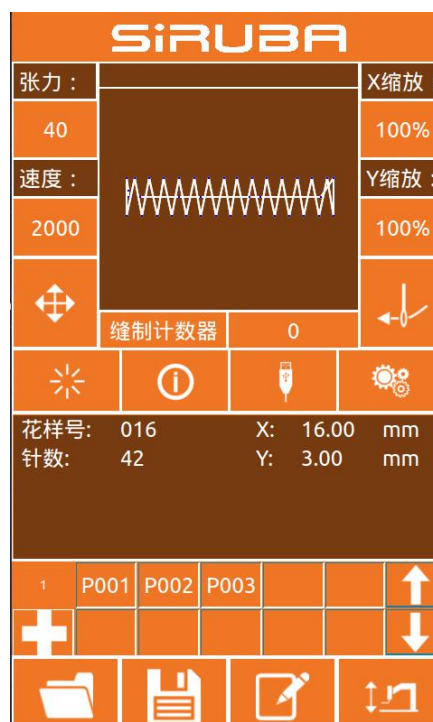 SiRUBA
张力： X缩放
40 100%
速度： Y缩放：
2000 100%
缝制计数器 0
花样号: 016 X: 16.00 mm
针数: 42 Y: 3.00 mm
1 P001 P002 P003